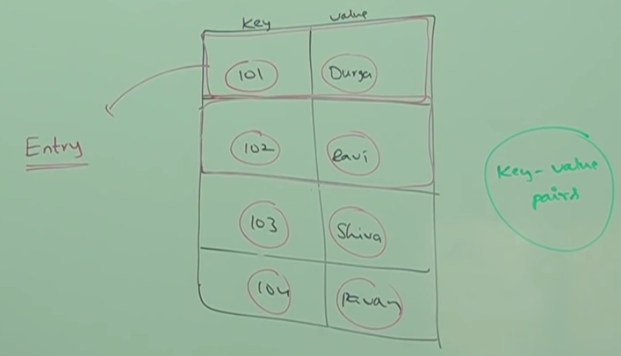 Key value
101 Durga
Entry
102 Ravi
Key-value
pairs
103 Shiva
104 Pavan